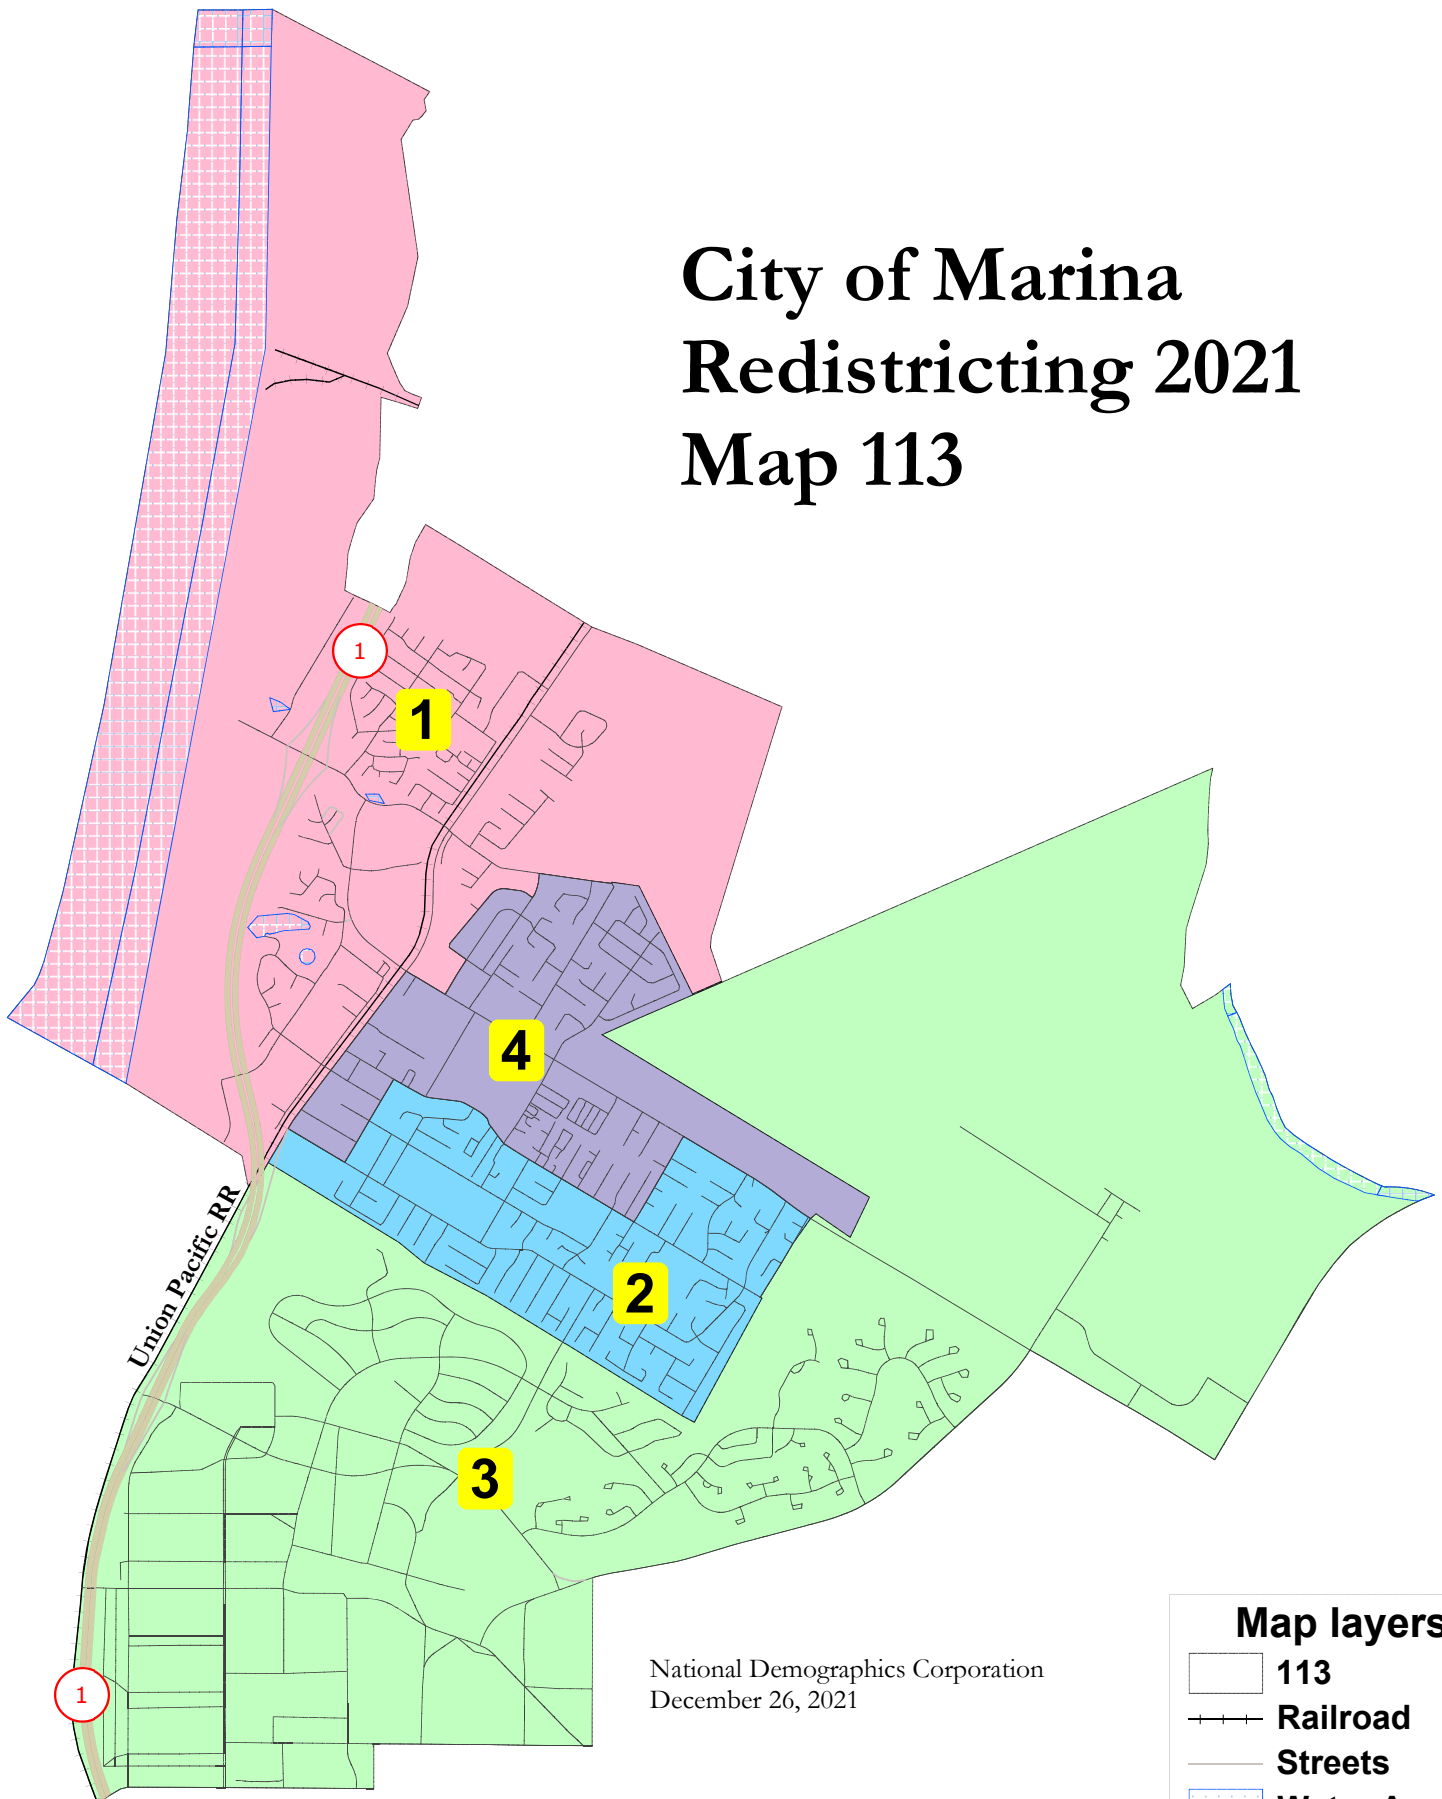 City of Marina
Redistricting 2021
Map 113
1
1
4
2
Union Pacific RR
3
1
National Demographics Corporation
December 26, 2021
Map layers
113
Railroad
Streets